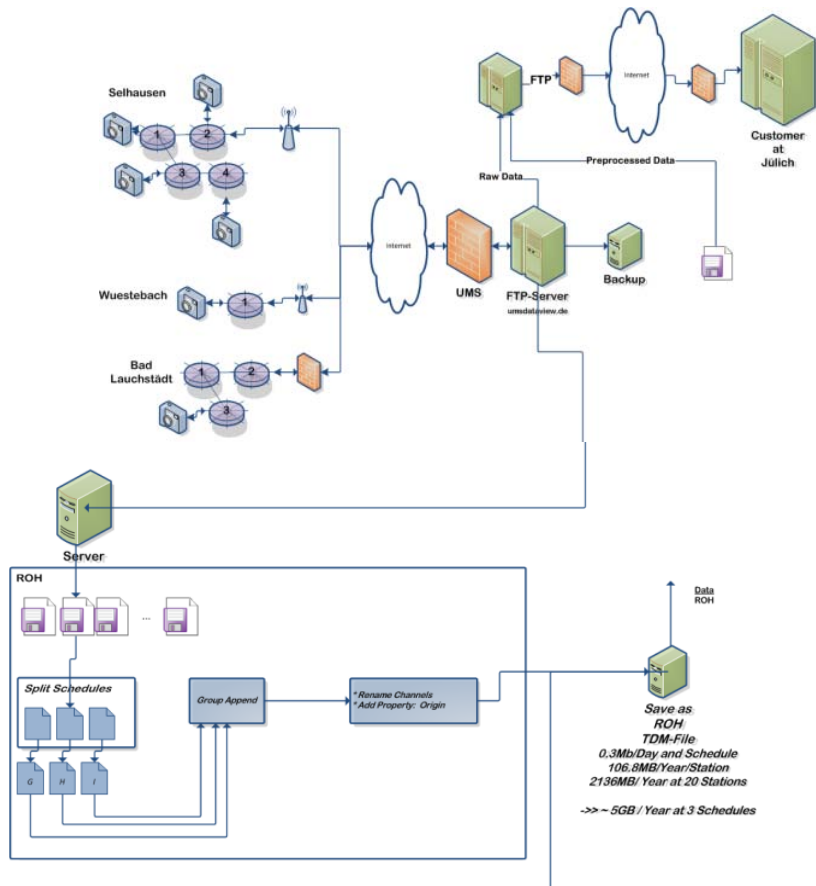 Selhausen
1
2
3
4
Wuestebach
1
Bad
Lauchstädt
1
2
3
Internet
UMS
FTP-Server
umsdataview.de
Backup
Raw Data
Preprocessed Data
FTP
Internet
Customer
at
Jülich
Server
ROH
...
Split Schedules
G
H
I
Group Append
* Rename Channels
* Add Property: Origin
Data
ROH
Save as
ROH
TDM-File
0,3Mb/Day and Schedule
106.8MB/Year/Station
2136MB/ Year at 20 Stations
->> ~ 5GB / Year at 3 Schedules